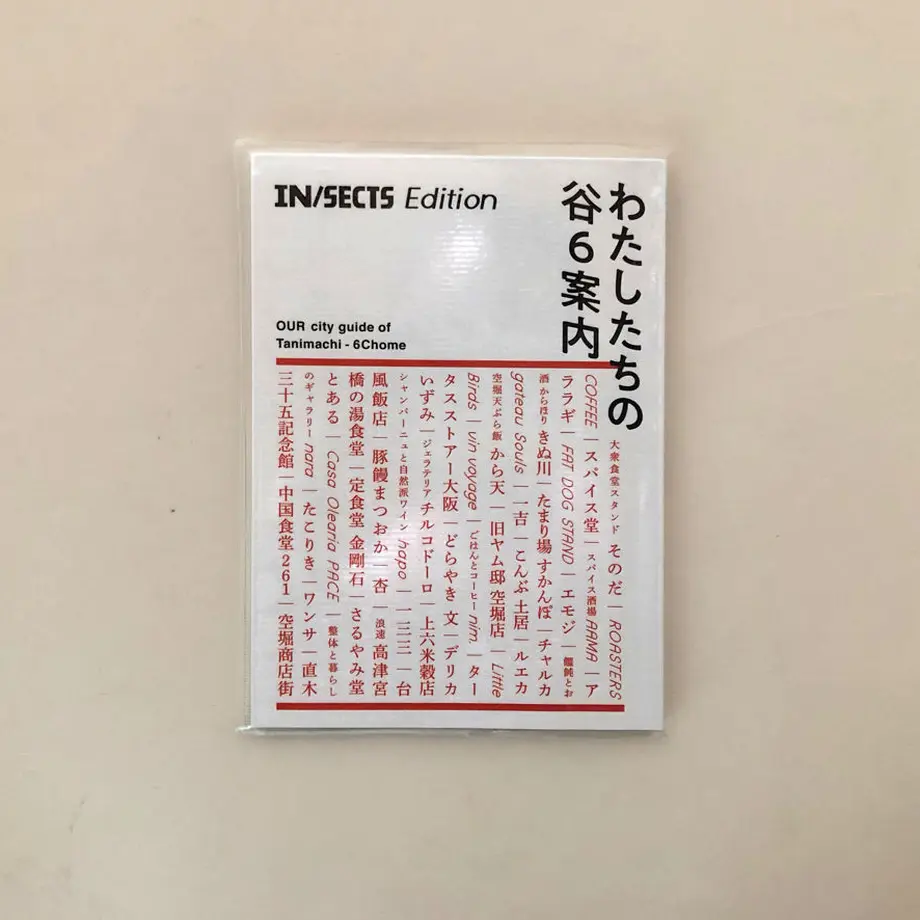 IN/SECTS Edition
わたしたちの
谷6案内
OUR city guide of
Tanimachi - 6Chome
大衆食堂スタンド そのだ | ROASTERS
COFFEE | スパイス堂 | スパイス酒場 AAMA | ア
ララギ | FAT DOG STAND | エモジ | 饂飩とお
酒からほり きぬ川 | たまり場 すかんぽ | チャルカ
gateau Souls | 一吉 | こんぶ土居 | ルエカ
空堀天ぷら飯 から天 | 旧ヤム邸 空堀店 | Little
Birds | vin voyage | ごはんとコーヒー nim. | ター
タスストアー大阪 | どらやき 文 | デリカ
いずみ | ジェラテリア チルコドーロ | 上六米穀店
シャンパーニュと自然派ワイン hapo | 一三三 | 台
風飯店 | 豚饅まつおか | 杏 | 浪速 高津宮
橋の湯食堂 | 定食堂 金剛石 | さるやみ堂
とある | Casa Olearia PACE | 整体と暮らし
のギャラリー nara | たこりき | ワンサ | 直木
三十五記念館 | 中国食堂261 | 空堀商店街